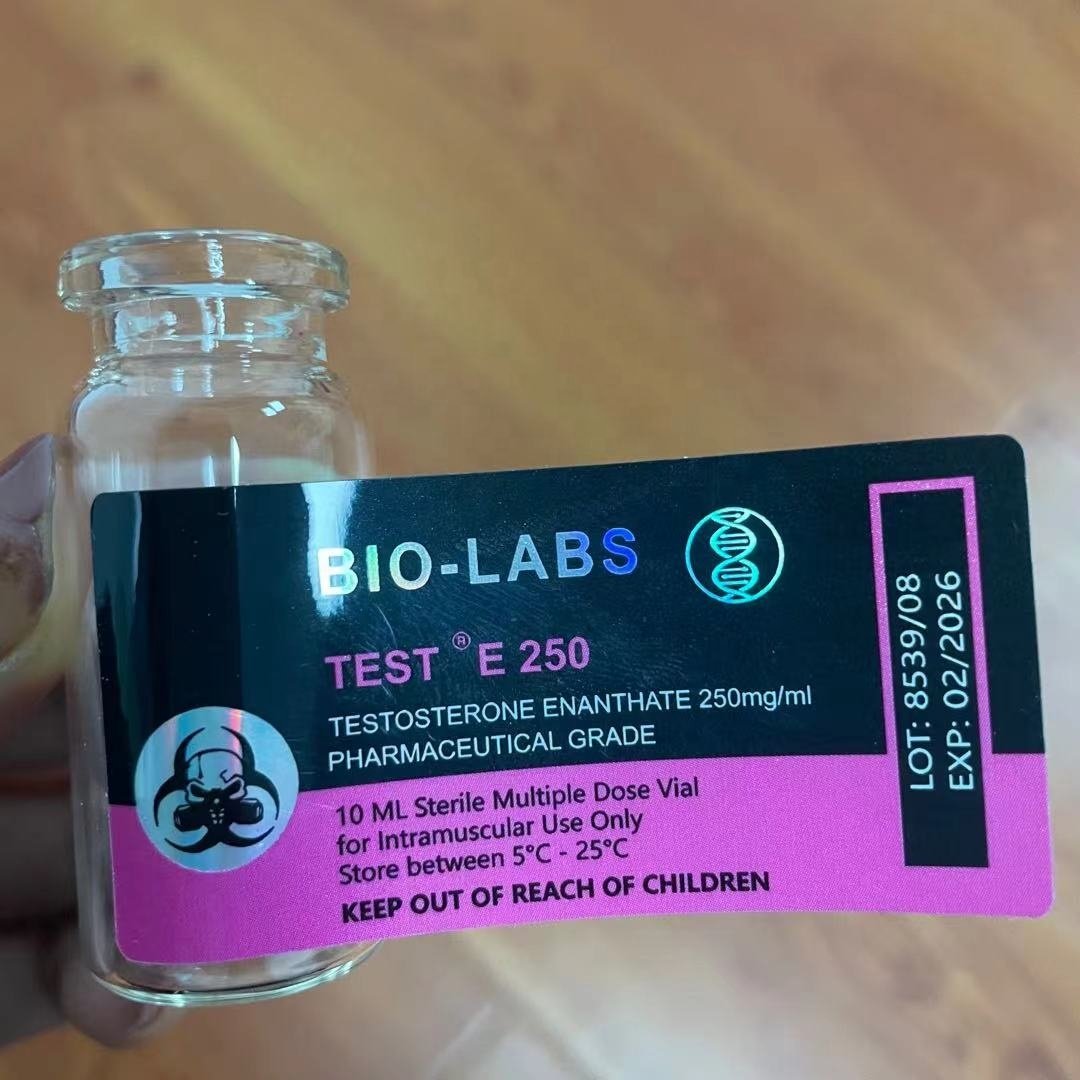 BIO-LABS
TEST ® E 250
TESTOSTERONE ENANTHATE 250mg/ml
PHARMACEUTICAL GRADE
10 ML Sterile Multiple Dose Vial
for Intramuscular Use Only
Store between 5°C - 25°C
KEEP OUT OF REACH OF CHILDREN
LOT: 8539/08
EXP: 02/2026